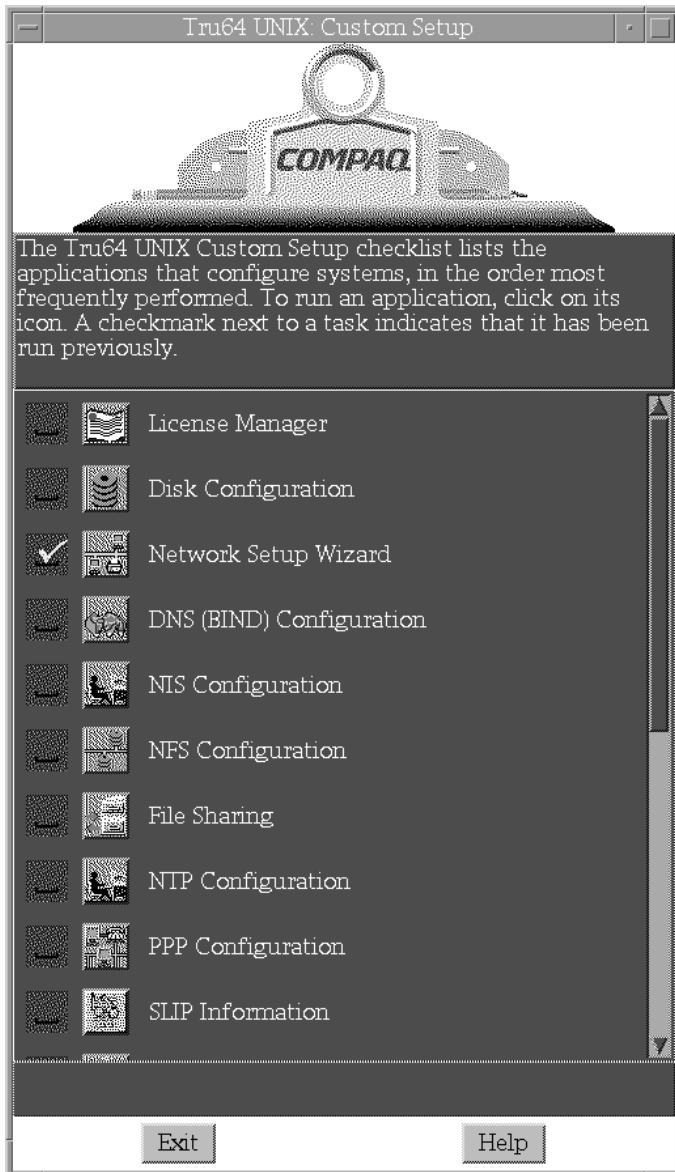 Tru64 UNIX: Custom Setup
COMPAQ
The Tru64 UNIX Custom Setup checklist lists the
applications that configure systems, in the order most
frequently performed. To run an application, click on its
icon. A checkmark next to a task indicates that it has been
run previously.
License Manager
Disk Configuration
Network Setup Wizard
DNS (BIND) Configuration
NIS Configuration
NFS Configuration
File Sharing
NTP Configuration
PPP Configuration
SLIP Information
Exit
Help